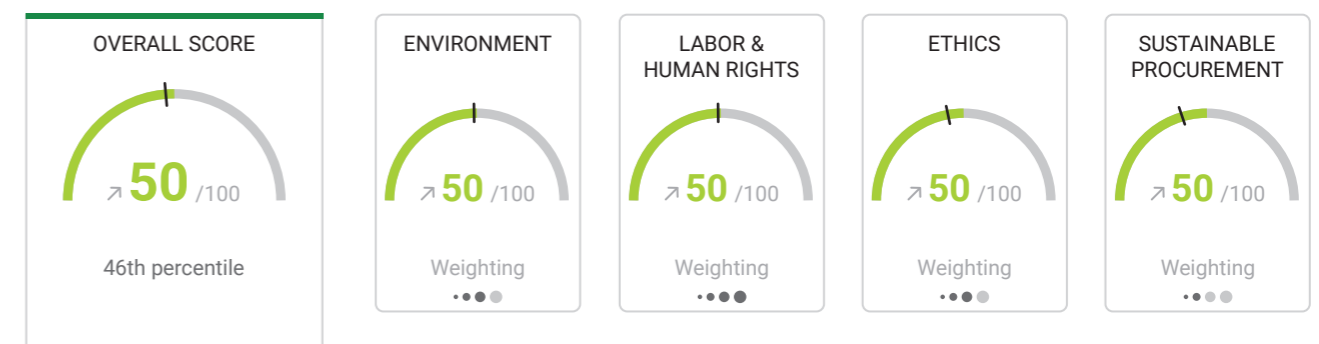 OVERALL SCORE
50 /100
46th percentile
ENVIRONMENT
50 /100
Weighting
LABOR &
HUMAN RIGHTS
50 /100
Weighting
ETHICS
50 /100
Weighting
SUSTAINABLE
PROCUREMENT
50 /100
Weighting